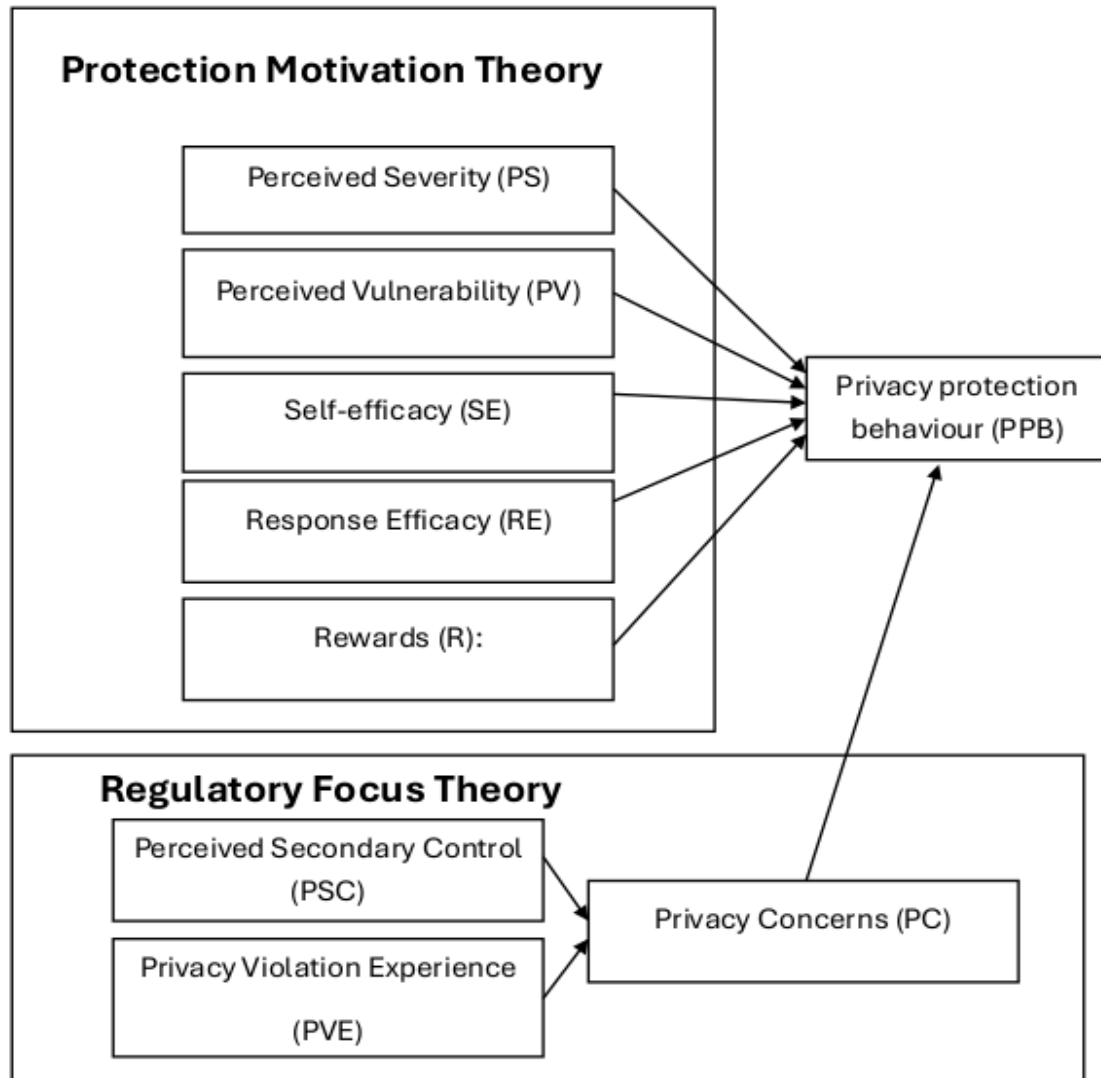 Protection Motivation Theory
Perceived Severity (PS)
Perceived Vulnerability (PV)
Self-efficacy (SE)
Response Efficacy (RE)
Rewards (R):
Privacy protection
behaviour (PPB)
Regulatory Focus Theory
Perceived Secondary Control
(PSC)
Privacy Violation Experience
(PVE)
Privacy Concerns (PC)